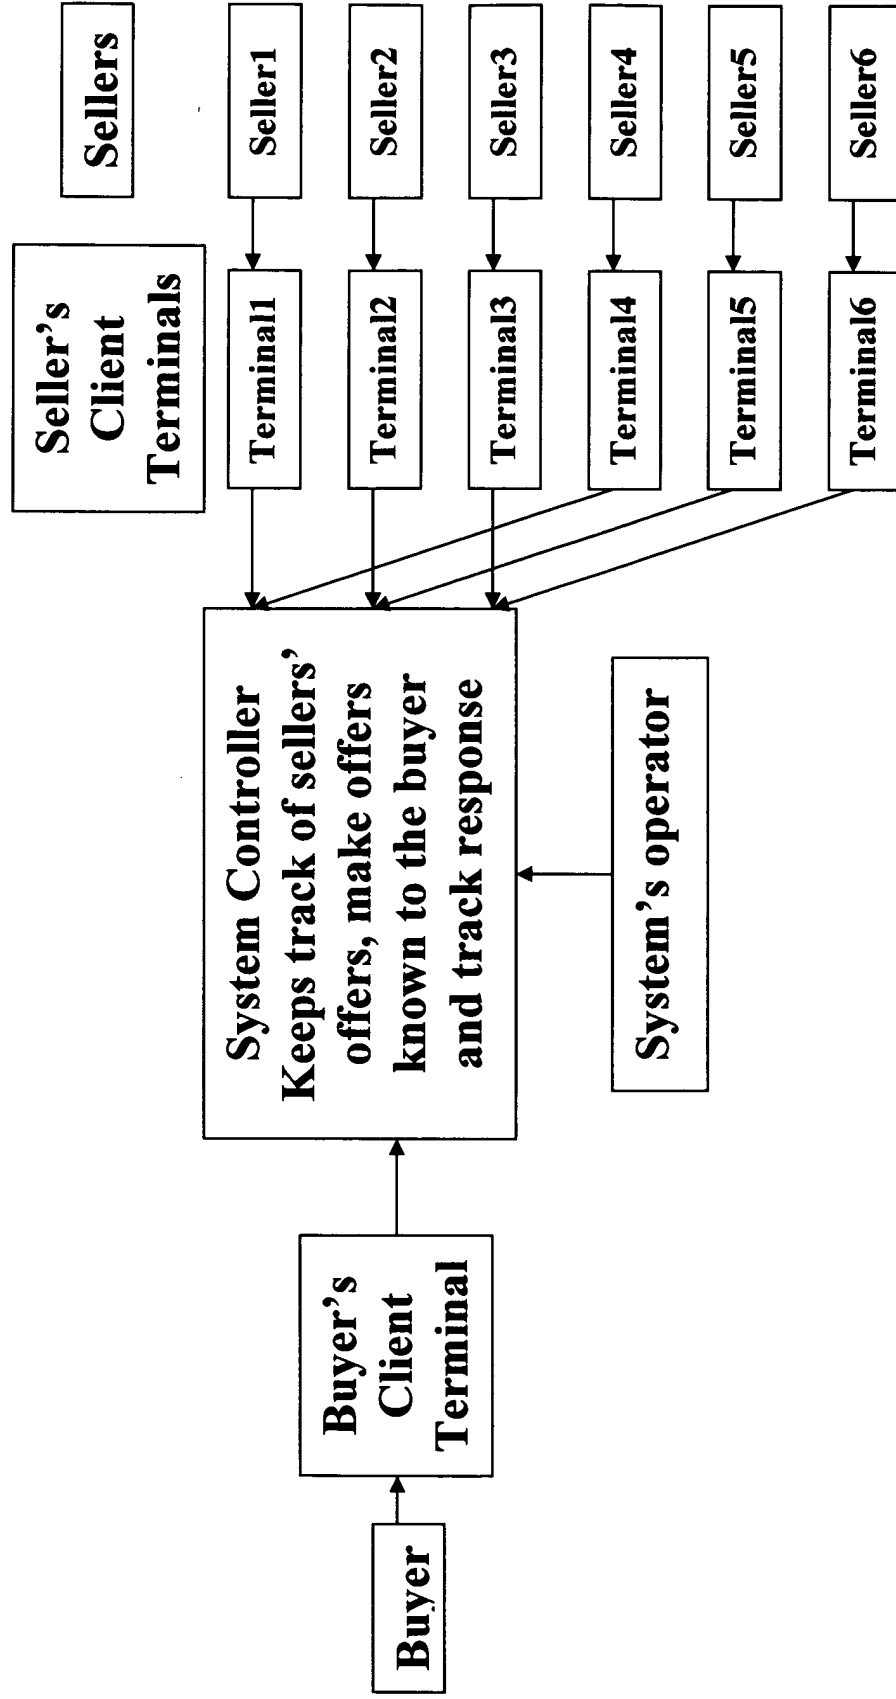 Sellers
Seller's
Client
Terminals
Seller1
Terminal1
Seller2
Terminal2
Seller3
Terminal3
Seller4
Terminal4
Seller5
Terminal5
Seller6
Terminal6
System Controller
Keeps track of sellers'
offers, make offers
known to the buyer
and track response
System's operator
Buyer's
Client
Terminal
Buyer